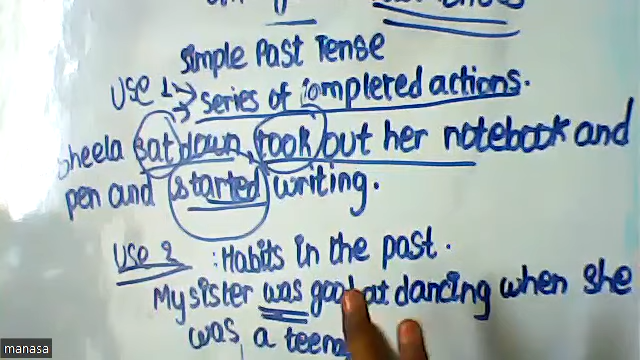 Simple Past Tense
Use 1 → series of completed actions.
Sheela sat down, took out her notebook and
pen and started writing.
Use 2 : Habits in the past.
My sister was good at dancing when she
was a
manasa